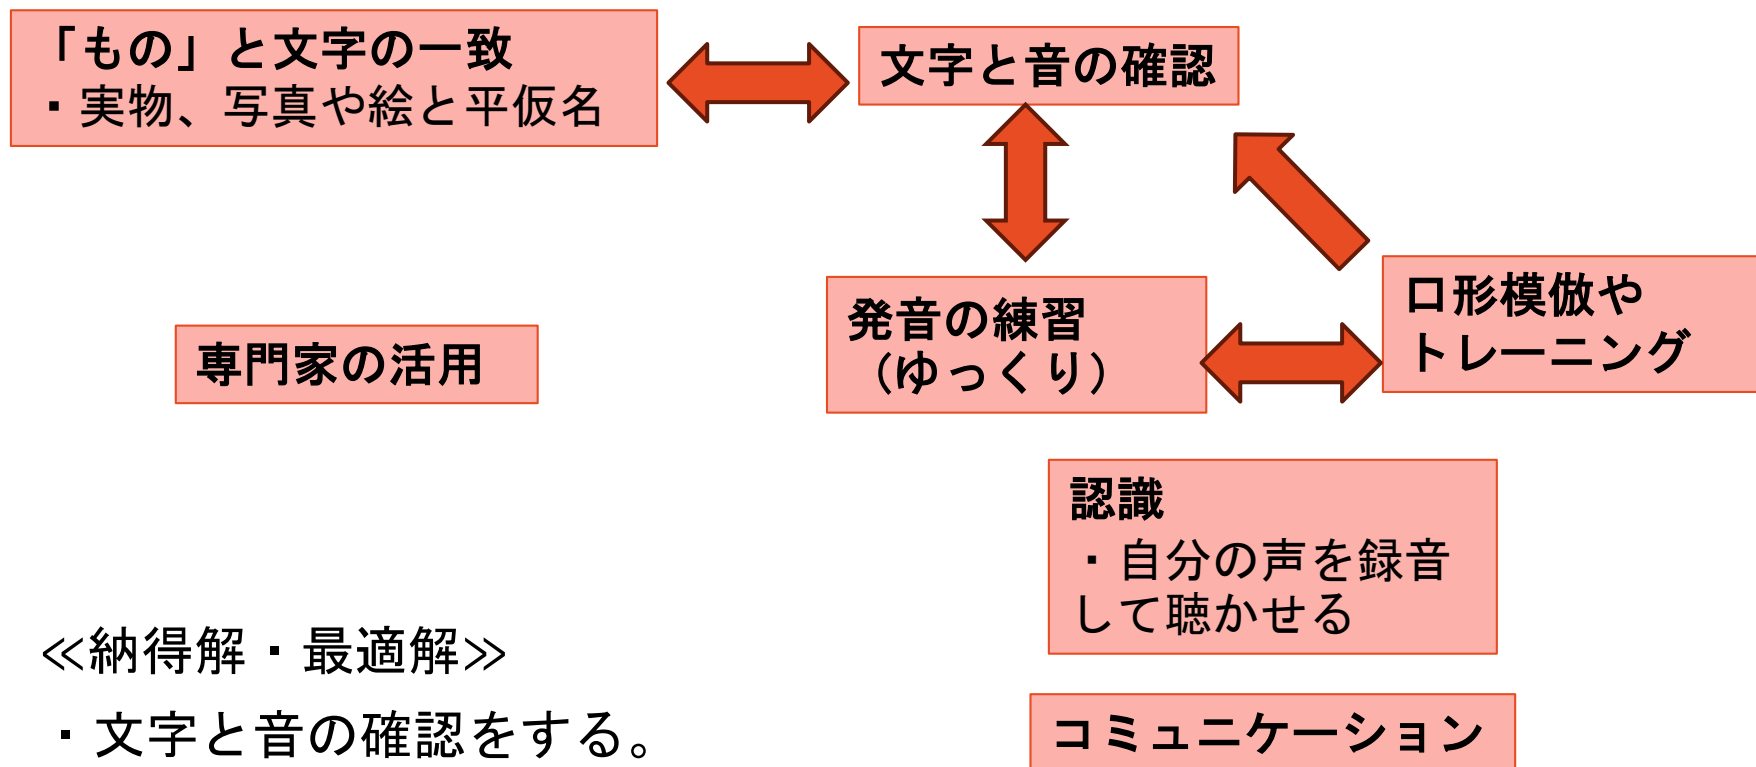 「もの」と文字の一致
・実物、写真や絵と平仮名
文字と音の確認
発音の練習
（ゆっくり）
口形模倣や
トレーニング
専門家の活用
認識
・自分の声を録音
して聴かせる
≪納得解・最適解≫
・文字と音の確認をする。
コミュニケーション